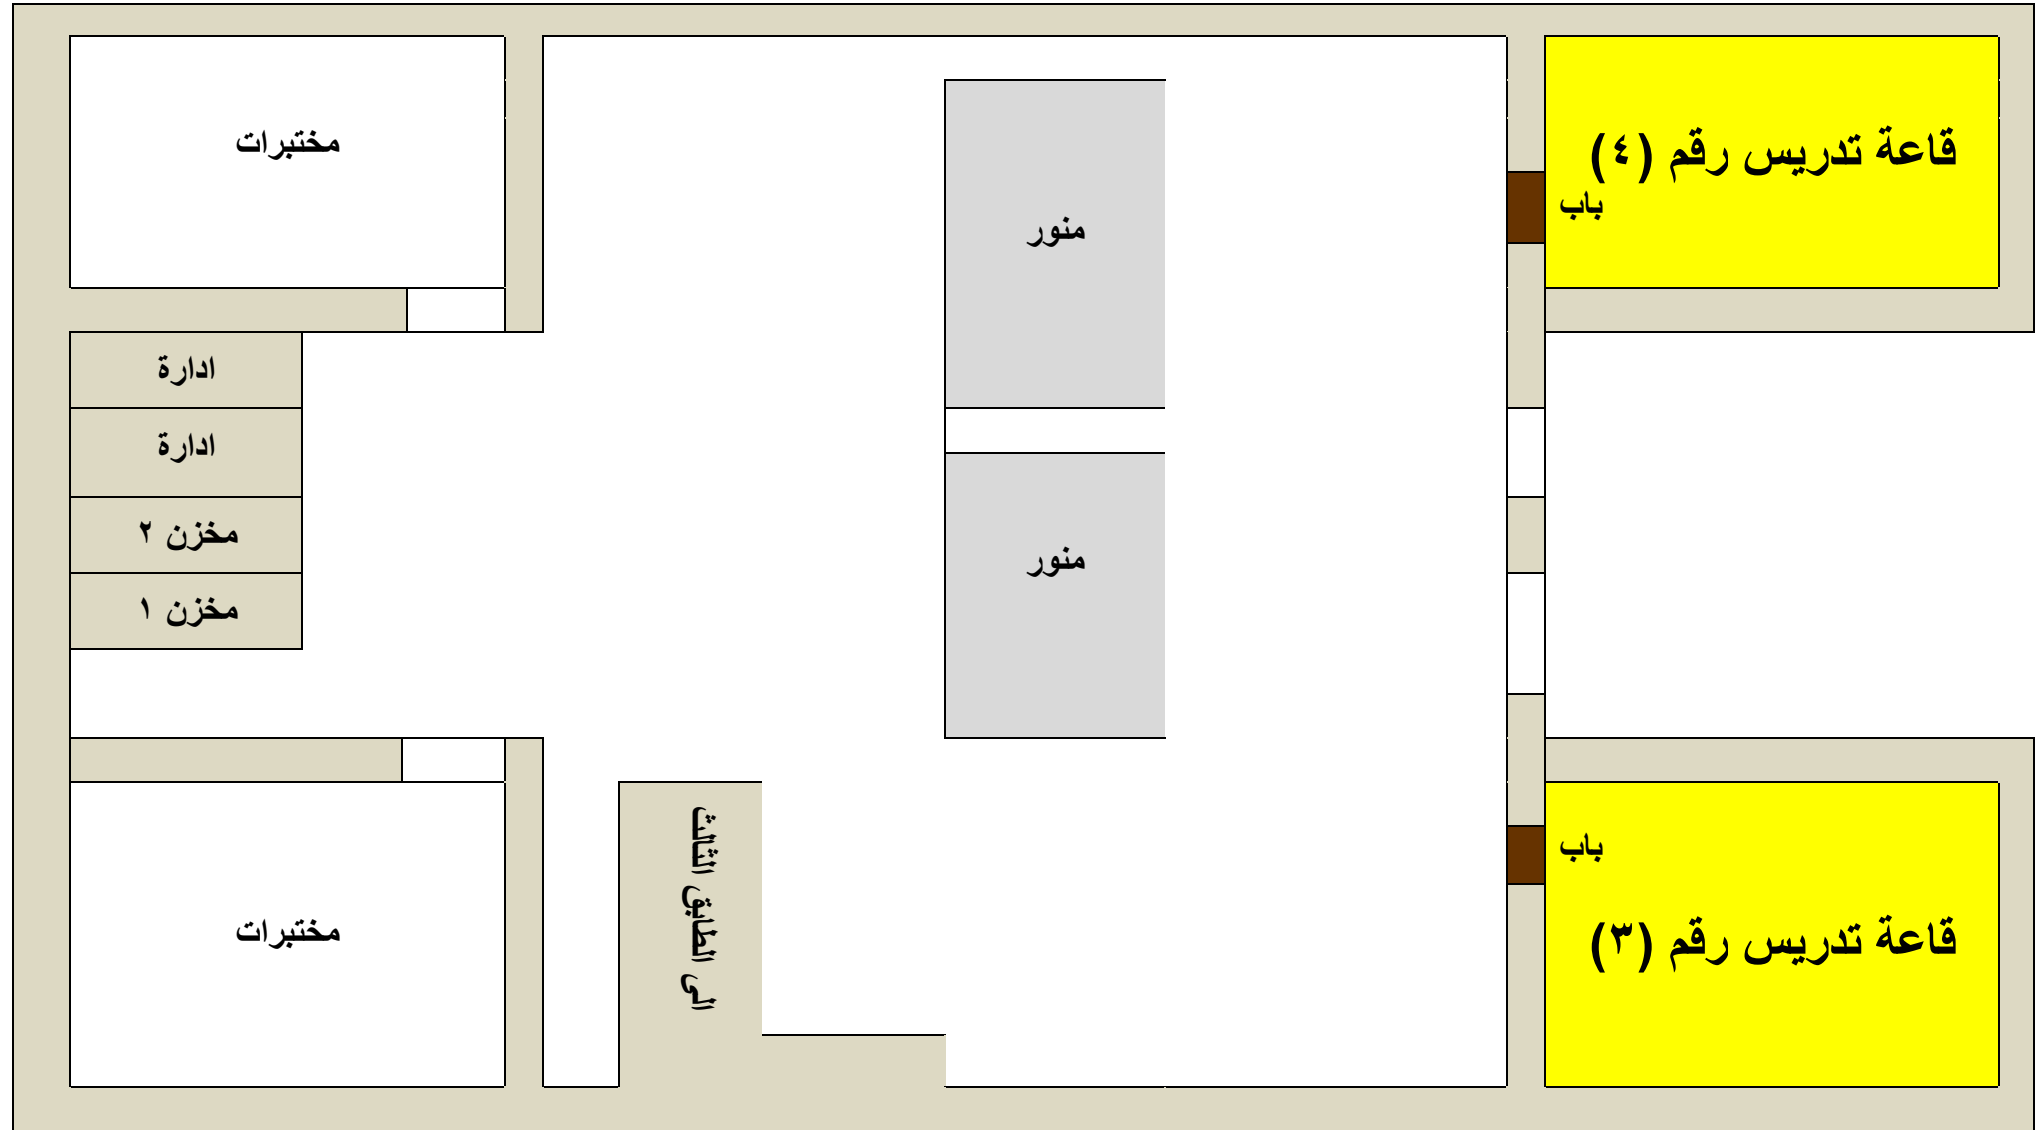 قاعة تدريس رقم (٤)
باب
مختبرات
منور
ادارة
ادارة
مخزن ٢
مخزن ١
منور
باب
قاعة تدريس رقم (٣)
الى الطابق الثالث
مختبرات